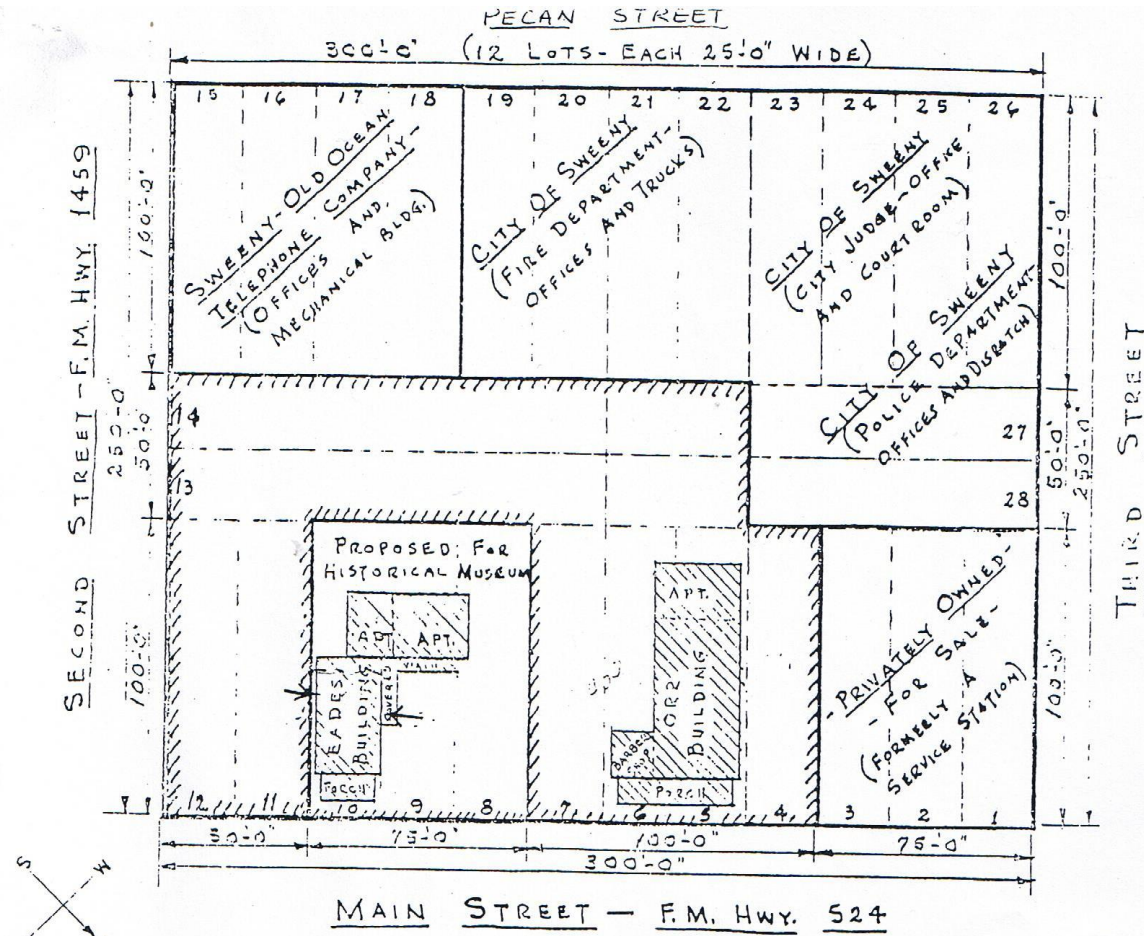 PECAN STREET
300'-0" (12 LOTS - EACH 25'-0" WIDE)
15 16 17 18 19 20 21 22 23 24 25 26
SECOND STREET - F.M. HWY 1459
250'-0"
100'-0"
50'-0"
100'-0"
SWEENY - OLD OCEAN
TELEPHONE COMPANY -
(OFFICES AND
MECHANICAL BLDG.)
CITY OF SWEENY
(FIRE DEPARTMENT -
OFFICES AND TRUCKS)
CITY OF SWEENY
(CITY JUDGE - OFFICE
AND COURT ROOM)
CITY OF SWEENY
(POLICE DEPARTMENT -
OFFICES AND DISPATCH)
100'-0"
50'-0"
250'-0"
100'-0"
THIRD STREET
14
13
27
28
PROPOSED: FOR
HISTORICAL MUSEUM
APT. APT.
EADES
BUILDING
PORCH
APT.
ORR
BUILDING
BARBER
SHOP
PORCH
- PRIVATELY OWNED -
- FOR SALE -
(FORMERLY A
SERVICE STATION)
12 11 10 9 8 7 6 5 4 3 2 1
50'-0" 75'-0" 100'-0" 75'-0"
300'-0"
S W
MAIN STREET - F.M. HWY. 524